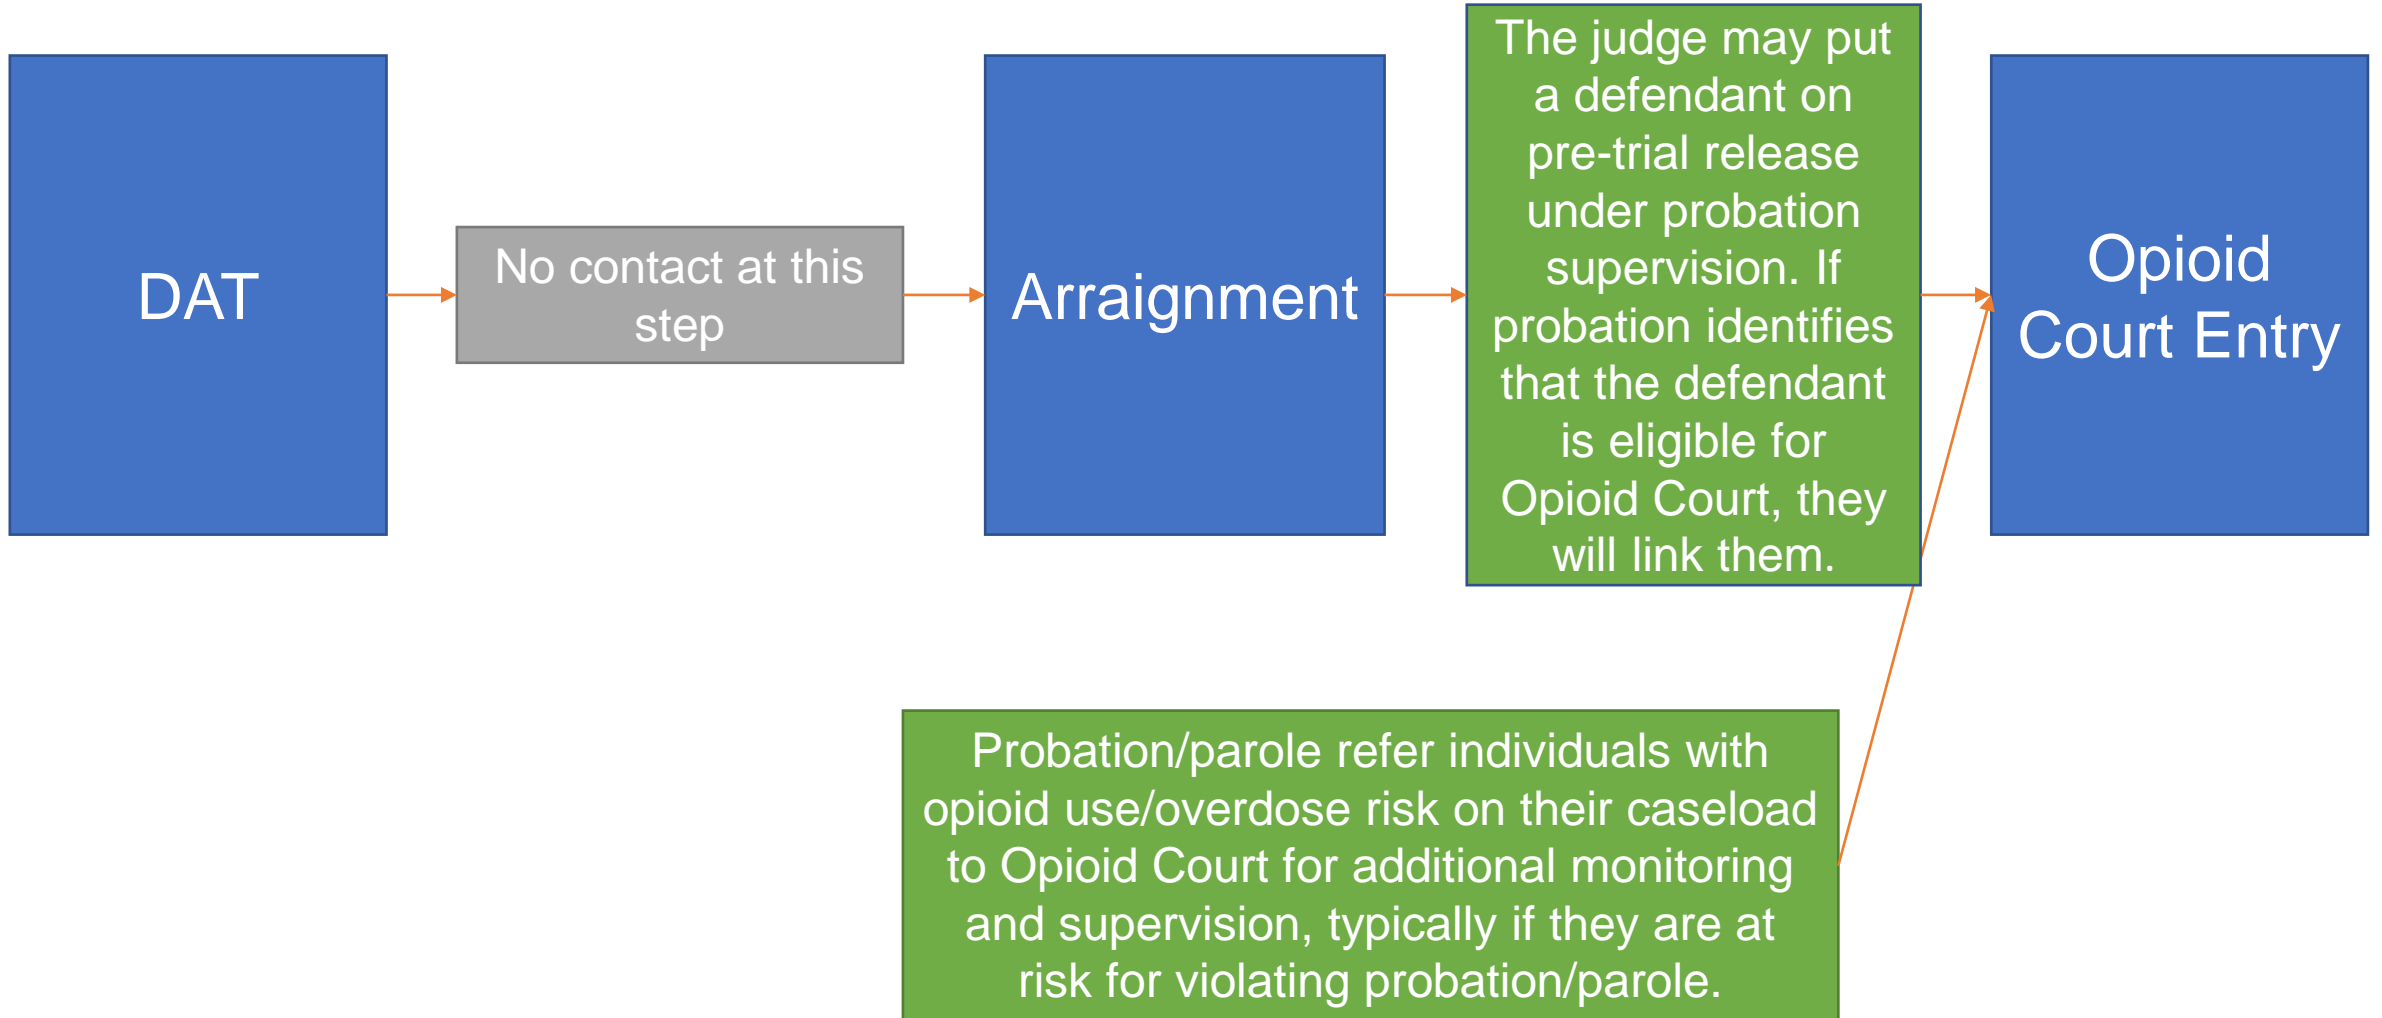 DAT
No contact at this
step
Arraignment
The judge may put
a defendant on
pre-trial release
under probation
supervision. If
probation identifies
that the defendant
is eligible for
Opioid Court, they
will link them.
Opioid
Court Entry
Probation/parole refer individuals with
opioid use/overdose risk on their caseload
to Opioid Court for additional monitoring
and supervision, typically if they are at
risk for violating probation/parole.